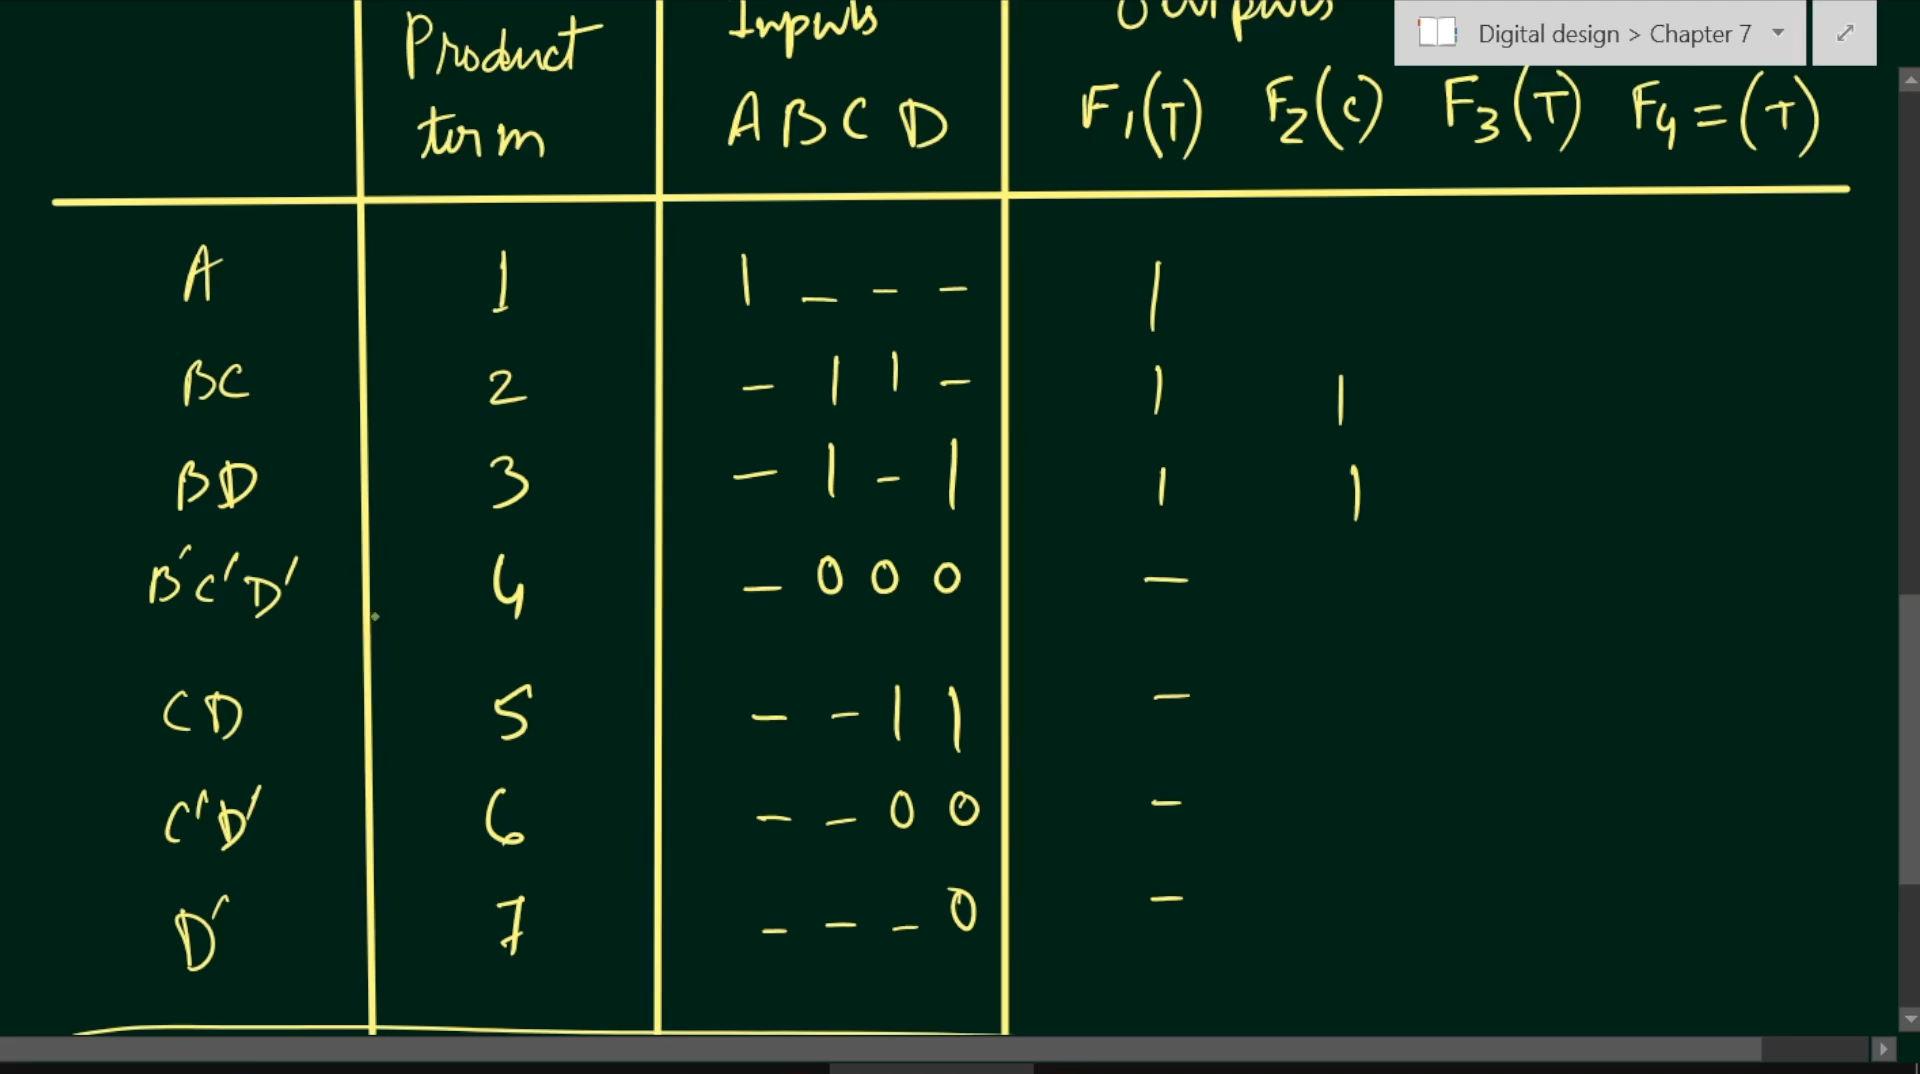 Digital design > Chapter 7
Product term Inputs Outputs
A B C D F₁(T) F₂(C) F₃(T) F₄=(T)
A 1 1 - - - 1
BC 2 - 1 1 - 1 1
BD 3 - 1 - 1 1 1
B'C'D' 4 - 0 0 0 -
CD 5 - - 1 1 -
C'D' 6 - - 0 0 -
D' 7 - - - 0 -